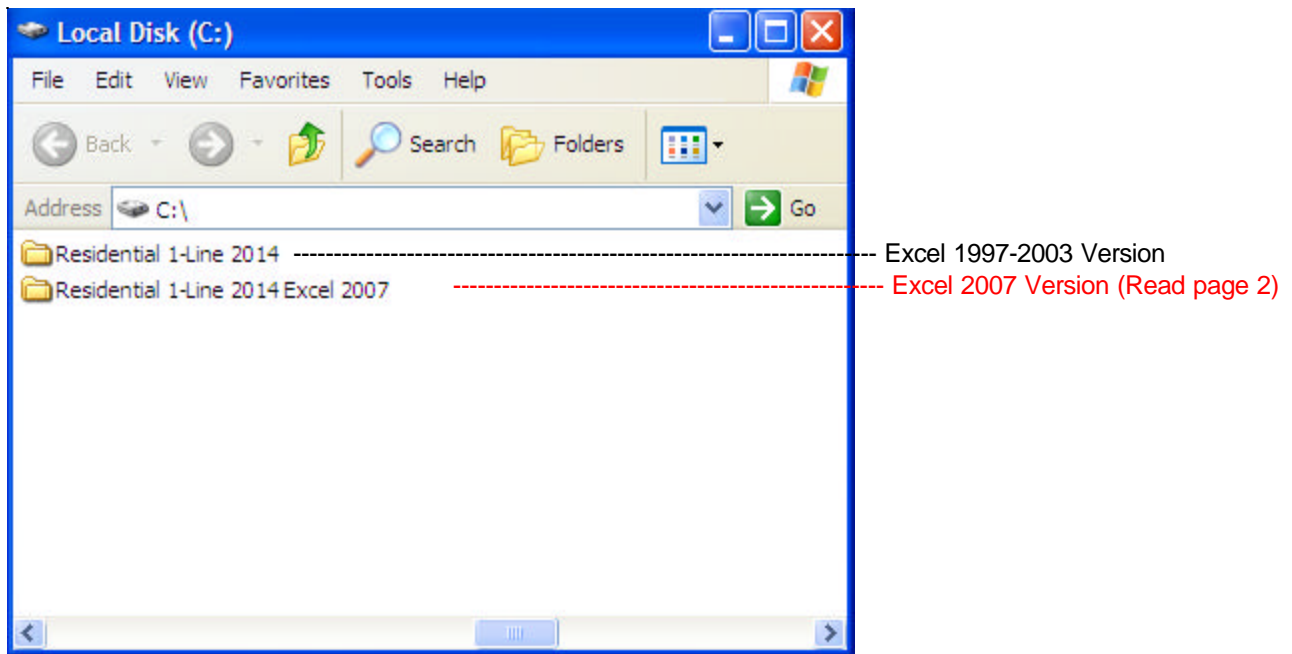 Local Disk (C:)
File Edit View Favorites Tools Help
Back Search Folders
Address C:\ Go
Residential 1-Line 2014 ---------------------------------------------------------------------- Excel 1997-2003 Version
Residential 1-Line 2014 Excel 2007 ---------------------------------------------------- Excel 2007 Version (Read page 2)